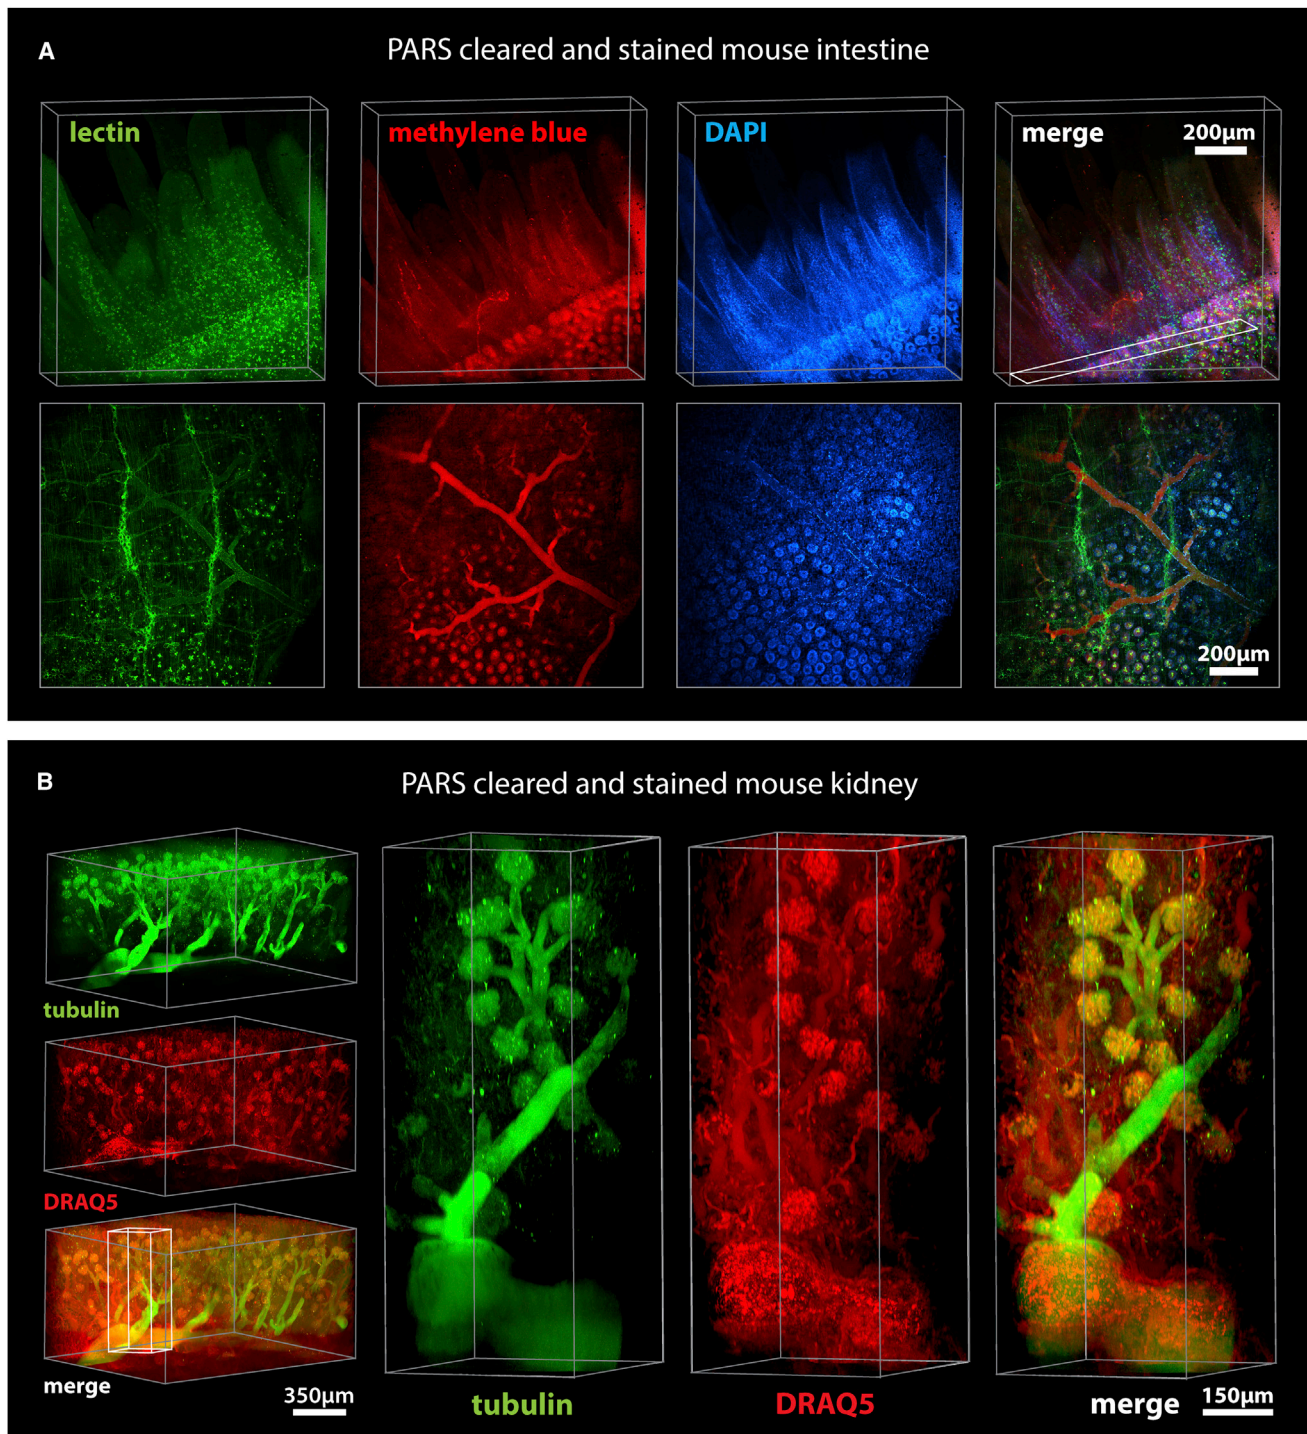 A
PARS cleared and stained mouse intestine
lectin
methylene blue
DAPI
merge
200µm
200µm
B
PARS cleared and stained mouse kidney
tubulin
DRAQ5
merge
350µm
tubulin
DRAQ5
merge
150µm